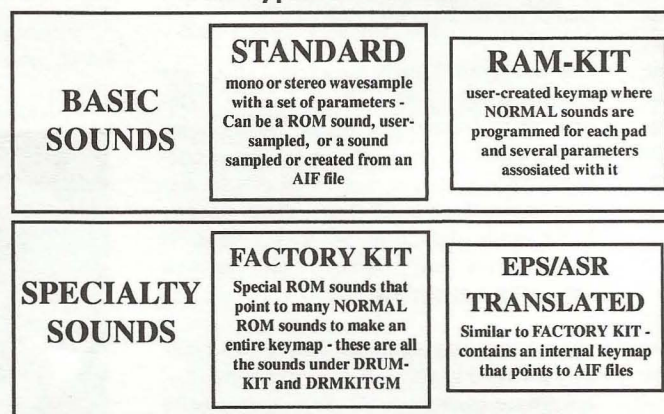 BASIC
SOUNDS
STANDARD
mono or stereo wavesample
with a set of parameters -
Can be a ROM sound, user-
sampled, or a sound
sampled or created from an
AIF file
RAM-KIT
user-created keymap where
NORMAL sounds are
programmed for each pad
and several parameters
assosiated with it
SPECIALTY
SOUNDS
FACTORY KIT
Special ROM sounds that
point to many NORMAL
ROM sounds to make an
entire keymap - these are all
the sounds under DRUM-
KIT and DRMKITGM
EPS/ASR
TRANSLATED
Similar to FACTORY KIT -
contains an internal keymap
that points to AIF files